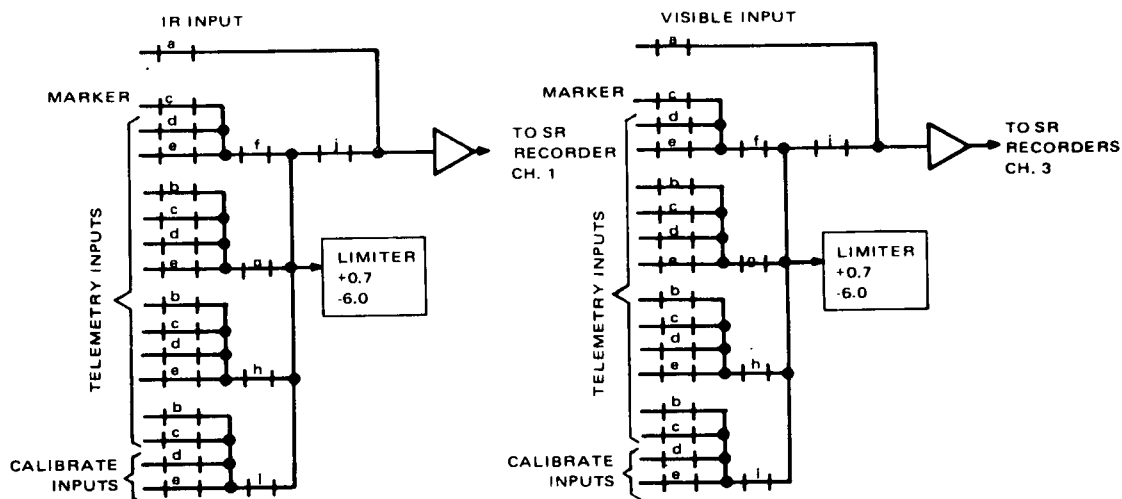 IR INPUT
a
MARKER
c
d
e
f
j
TO SR
RECORDER
CH. 1
b
c
d
e
g
LIMITER
+0.7
-6.0
TELEMETRY INPUTS
b
c
d
e
h
b
c
CALIBRATE
INPUTS
d
e
i
VISIBLE INPUT
a
MARKER
c
d
e
f
j
TO SR
RECORDERS
CH. 3
b
c
d
e
g
LIMITER
+0.7
-6.0
TELEMETRY INPUTS
b
c
d
e
h
b
c
CALIBRATE
INPUTS
d
e
i